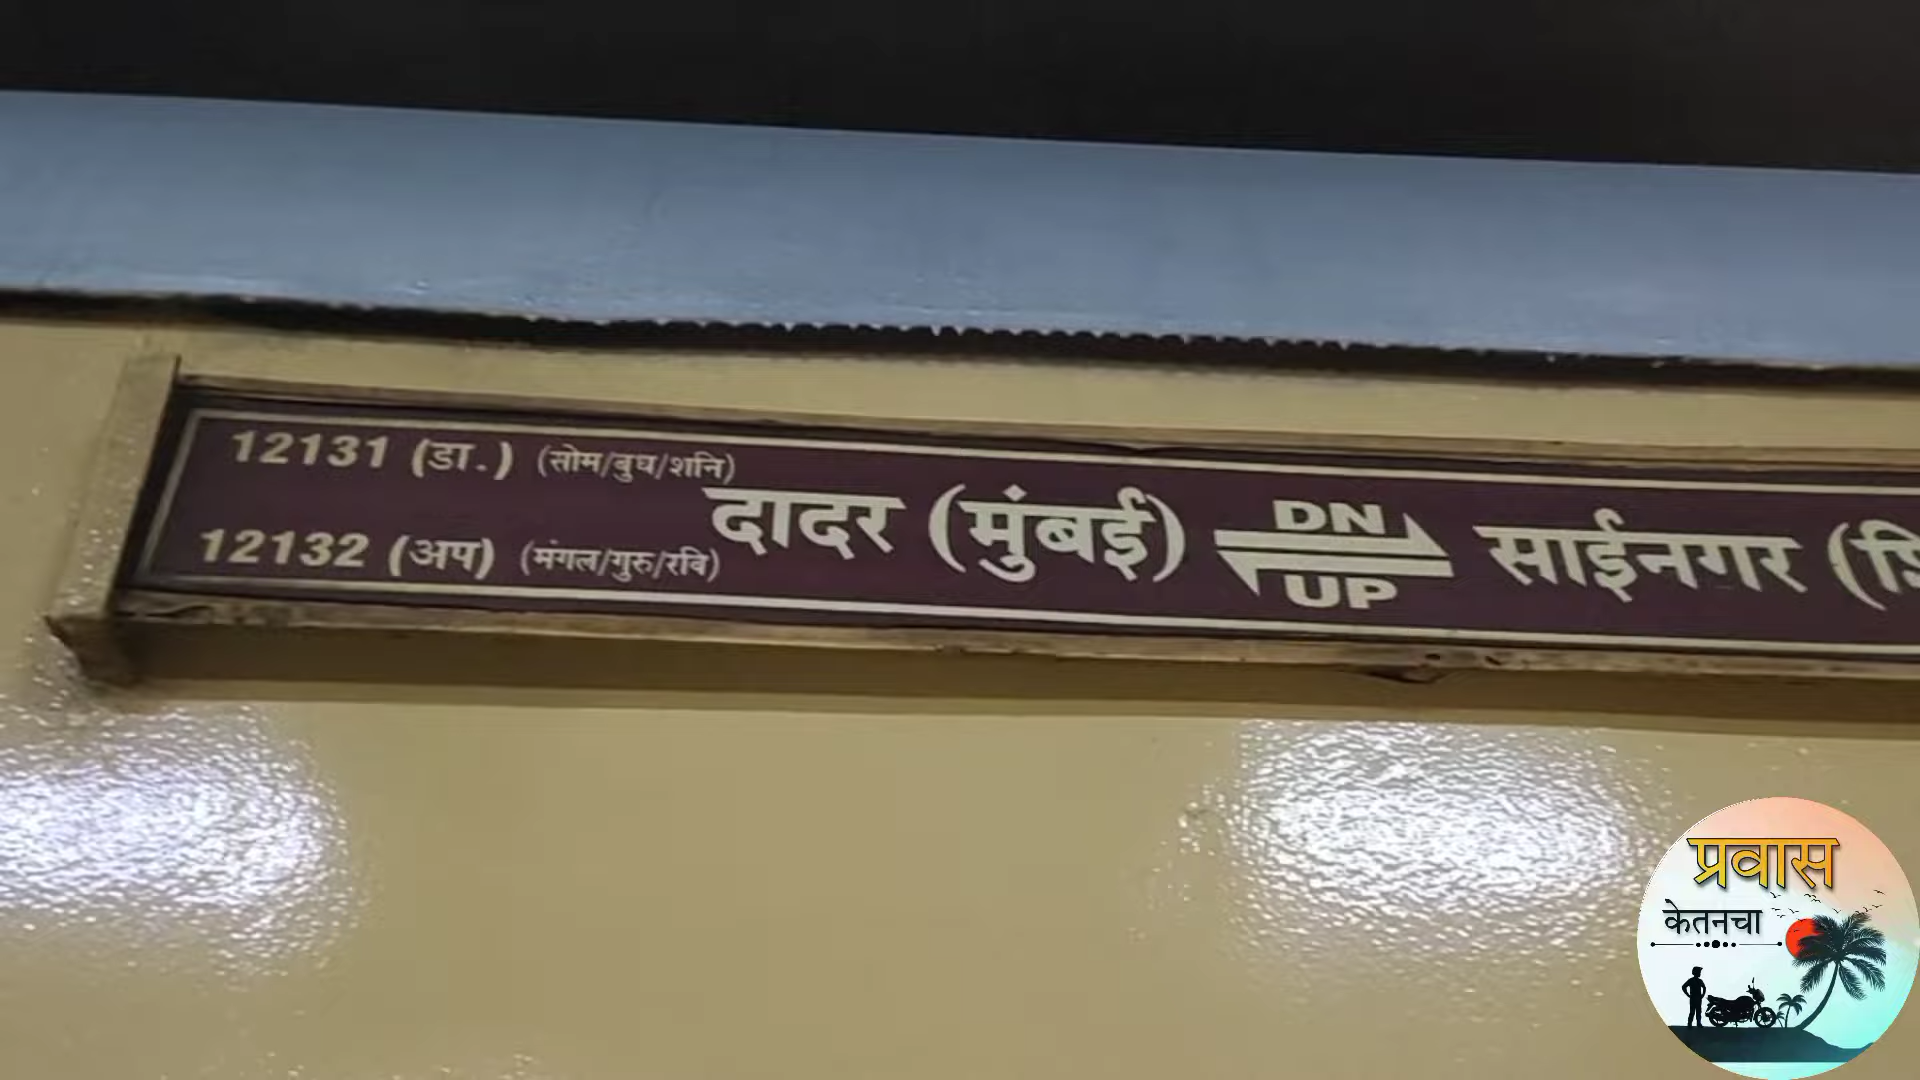 12131 (डा.) (सोम/बुध/शनि)
12132 (अप) (मंगल/गुरु/रवि)
दादर (मुंबई) DN UP साईनगर
प्रवास
केतनचा